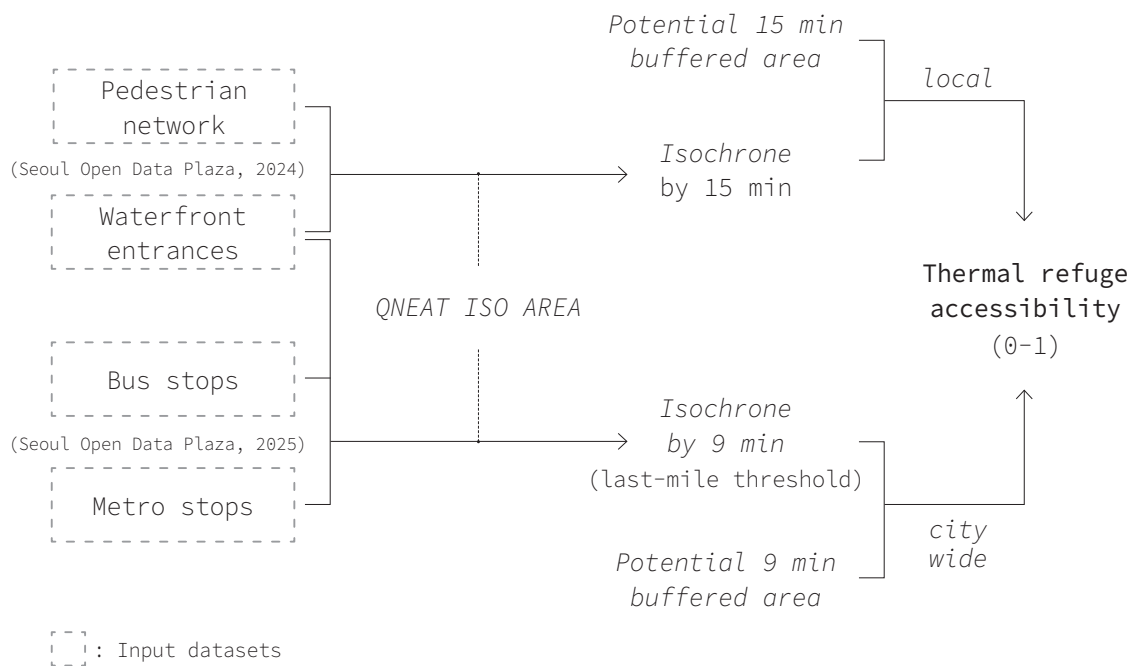 Pedestrian
network
(Seoul Open Data Plaza, 2024)
Waterfront
entrances
Bus stops
(Seoul Open Data Plaza, 2025)
Metro stops
QNEAT ISO AREA
Potential 15 min
buffered area
Isochrone
by 15 min
local
Isochrone
by 9 min
(last-mile threshold)
Potential 9 min
buffered area
city
wide
Thermal refuge
accessibility
(0-1)
: Input datasets